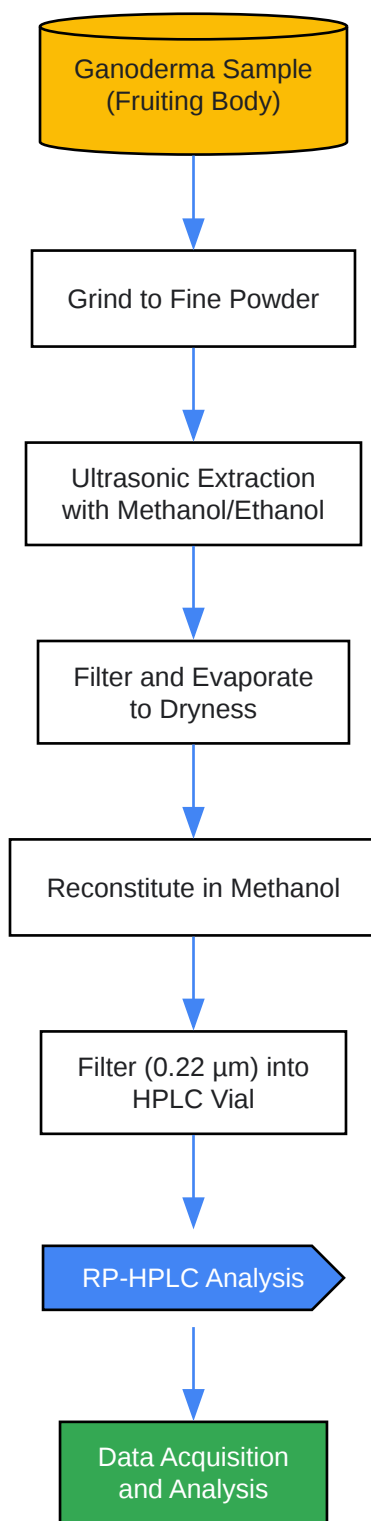 Ganoderma Sample
(Fruiting Body)
Grind to Fine Powder
Ultrasonic Extraction
with Methanol/Ethanol
Filter and Evaporate
to Dryness
Reconstitute in Methanol
Filter (0.22 µm) into
HPLC Vial
RP-HPLC Analysis
Data Acquisition
and Analysis